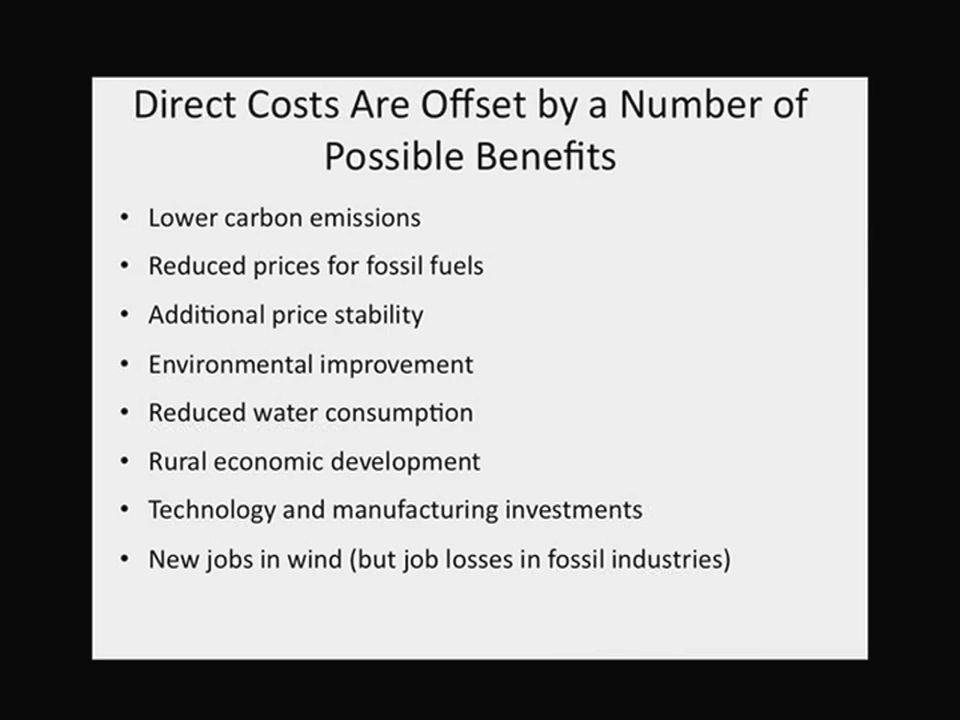 Direct Costs Are Offset by a Number of
Possible Benefits
• Lower carbon emissions
• Reduced prices for fossil fuels
• Additional price stability
• Environmental improvement
• Reduced water consumption
• Rural economic development
• Technology and manufacturing investments
• New jobs in wind (but job losses in fossil industries)